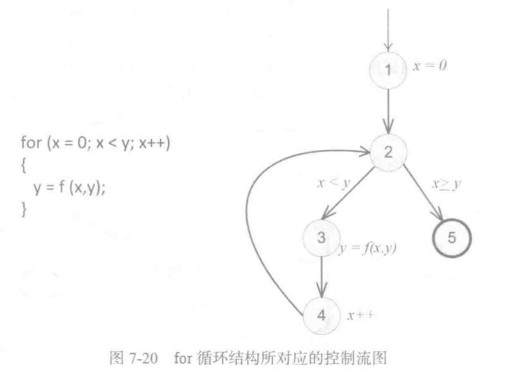 for (x = 0; x < y; x++)
{
y = f (x,y);
}
1
x = 0
2
x < y
x≥ y
3
y = f(x,y)
5
4
x++
图 7-20 for 循环结构所对应的控制流图